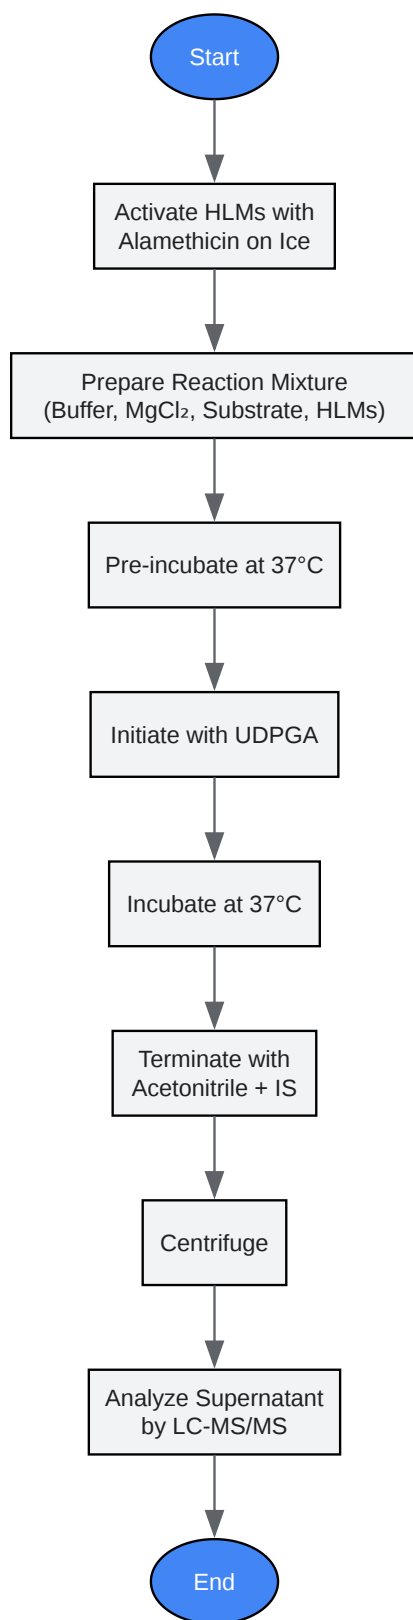 Start
Activate HLMs with
Alamethicin on Ice
Prepare Reaction Mixture
(Buffer, MgCl₂, Substrate, HLMs)
Pre-incubate at 37°C
Initiate with UDPGA
Incubate at 37°C
Terminate with
Acetonitrile + IS
Centrifuge
Analyze Supernatant
by LC-MS/MS
End